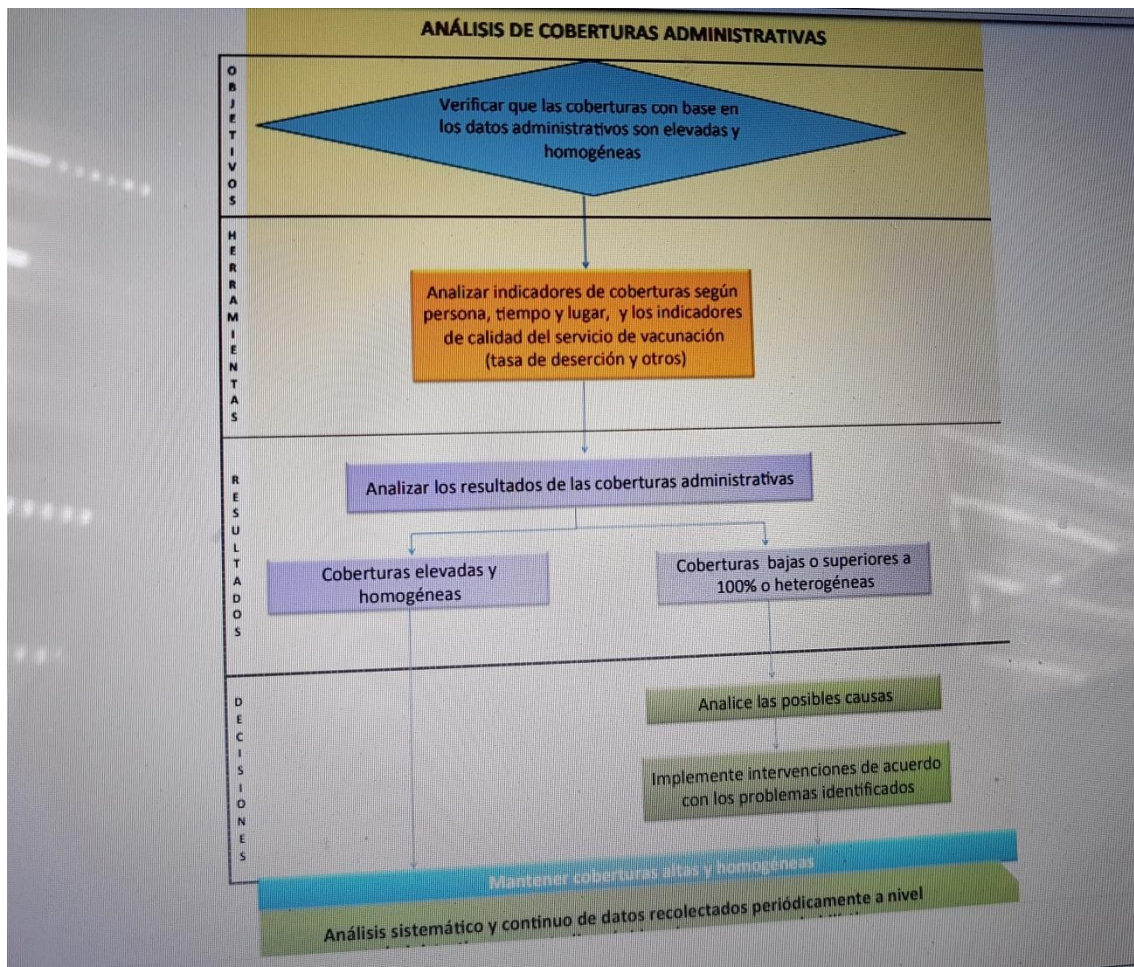 ANÁLISIS DE COBERTURAS ADMINISTRATIVAS
OBJETIVOS
Verificar que las coberturas con base en
los datos administrativos son elevadas y
homogéneas
HERRAMIENTAS
Analizar indicadores de coberturas según
persona, tiempo y lugar, y los indicadores
de calidad del servicio de vacunación
(tasa de deserción y otros)
RESULTADOS
Analizar los resultados de las coberturas administrativas
Coberturas elevadas y
homogéneas
Coberturas bajas o superiores a
100% o heterogéneas
DECISIONES
Analice las posibles causas
Implemente intervenciones de acuerdo
con los problemas identificados
Mantener coberturas altas y homogéneas
Análisis sistemático y continuo de datos recolectados periódicamente a nivel